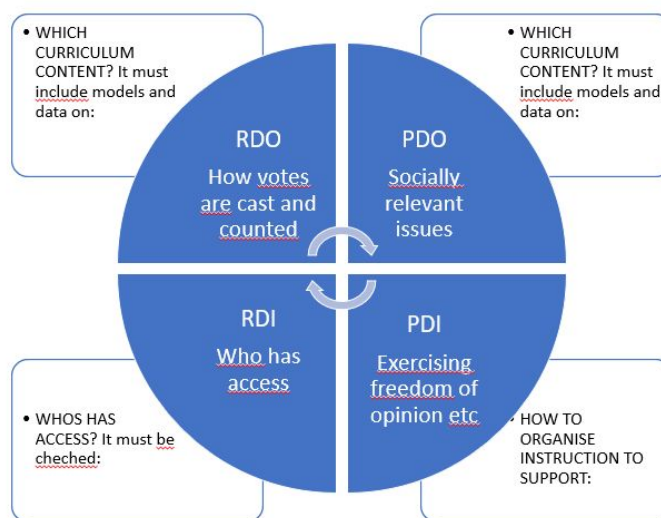 • WHICH
CURRICULUM
CONTENT? It must
include models and
data on:
• WHICH
CURRICULUM
CONTENT? It must
include models and
data on:
RDO
How votes
are cast and
counted
PDO
Socially
relevant
issues
RDI
Who has
access
PDI
Exercising
freedom of
opinion etc
• WHOS HAS
ACCESS? It must be
cheched:
• HOW TO
ORGANISE
INSTRUCTION TO
SUPPORT: